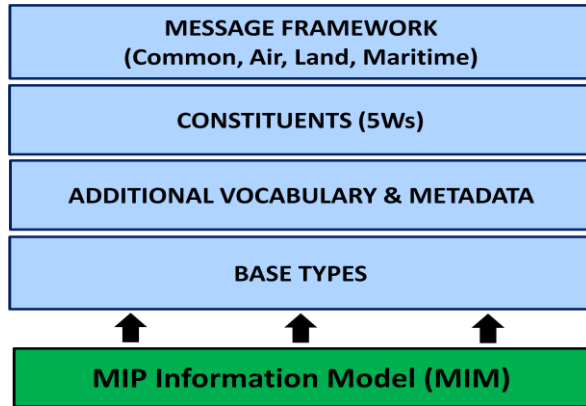 MESSAGE FRAMEWORK
(Common, Air, Land, Maritime)
CONSTITUENTS (5Ws)
ADDITIONAL VOCABULARY & METADATA
BASE TYPES
MIP Information Model (MIM)